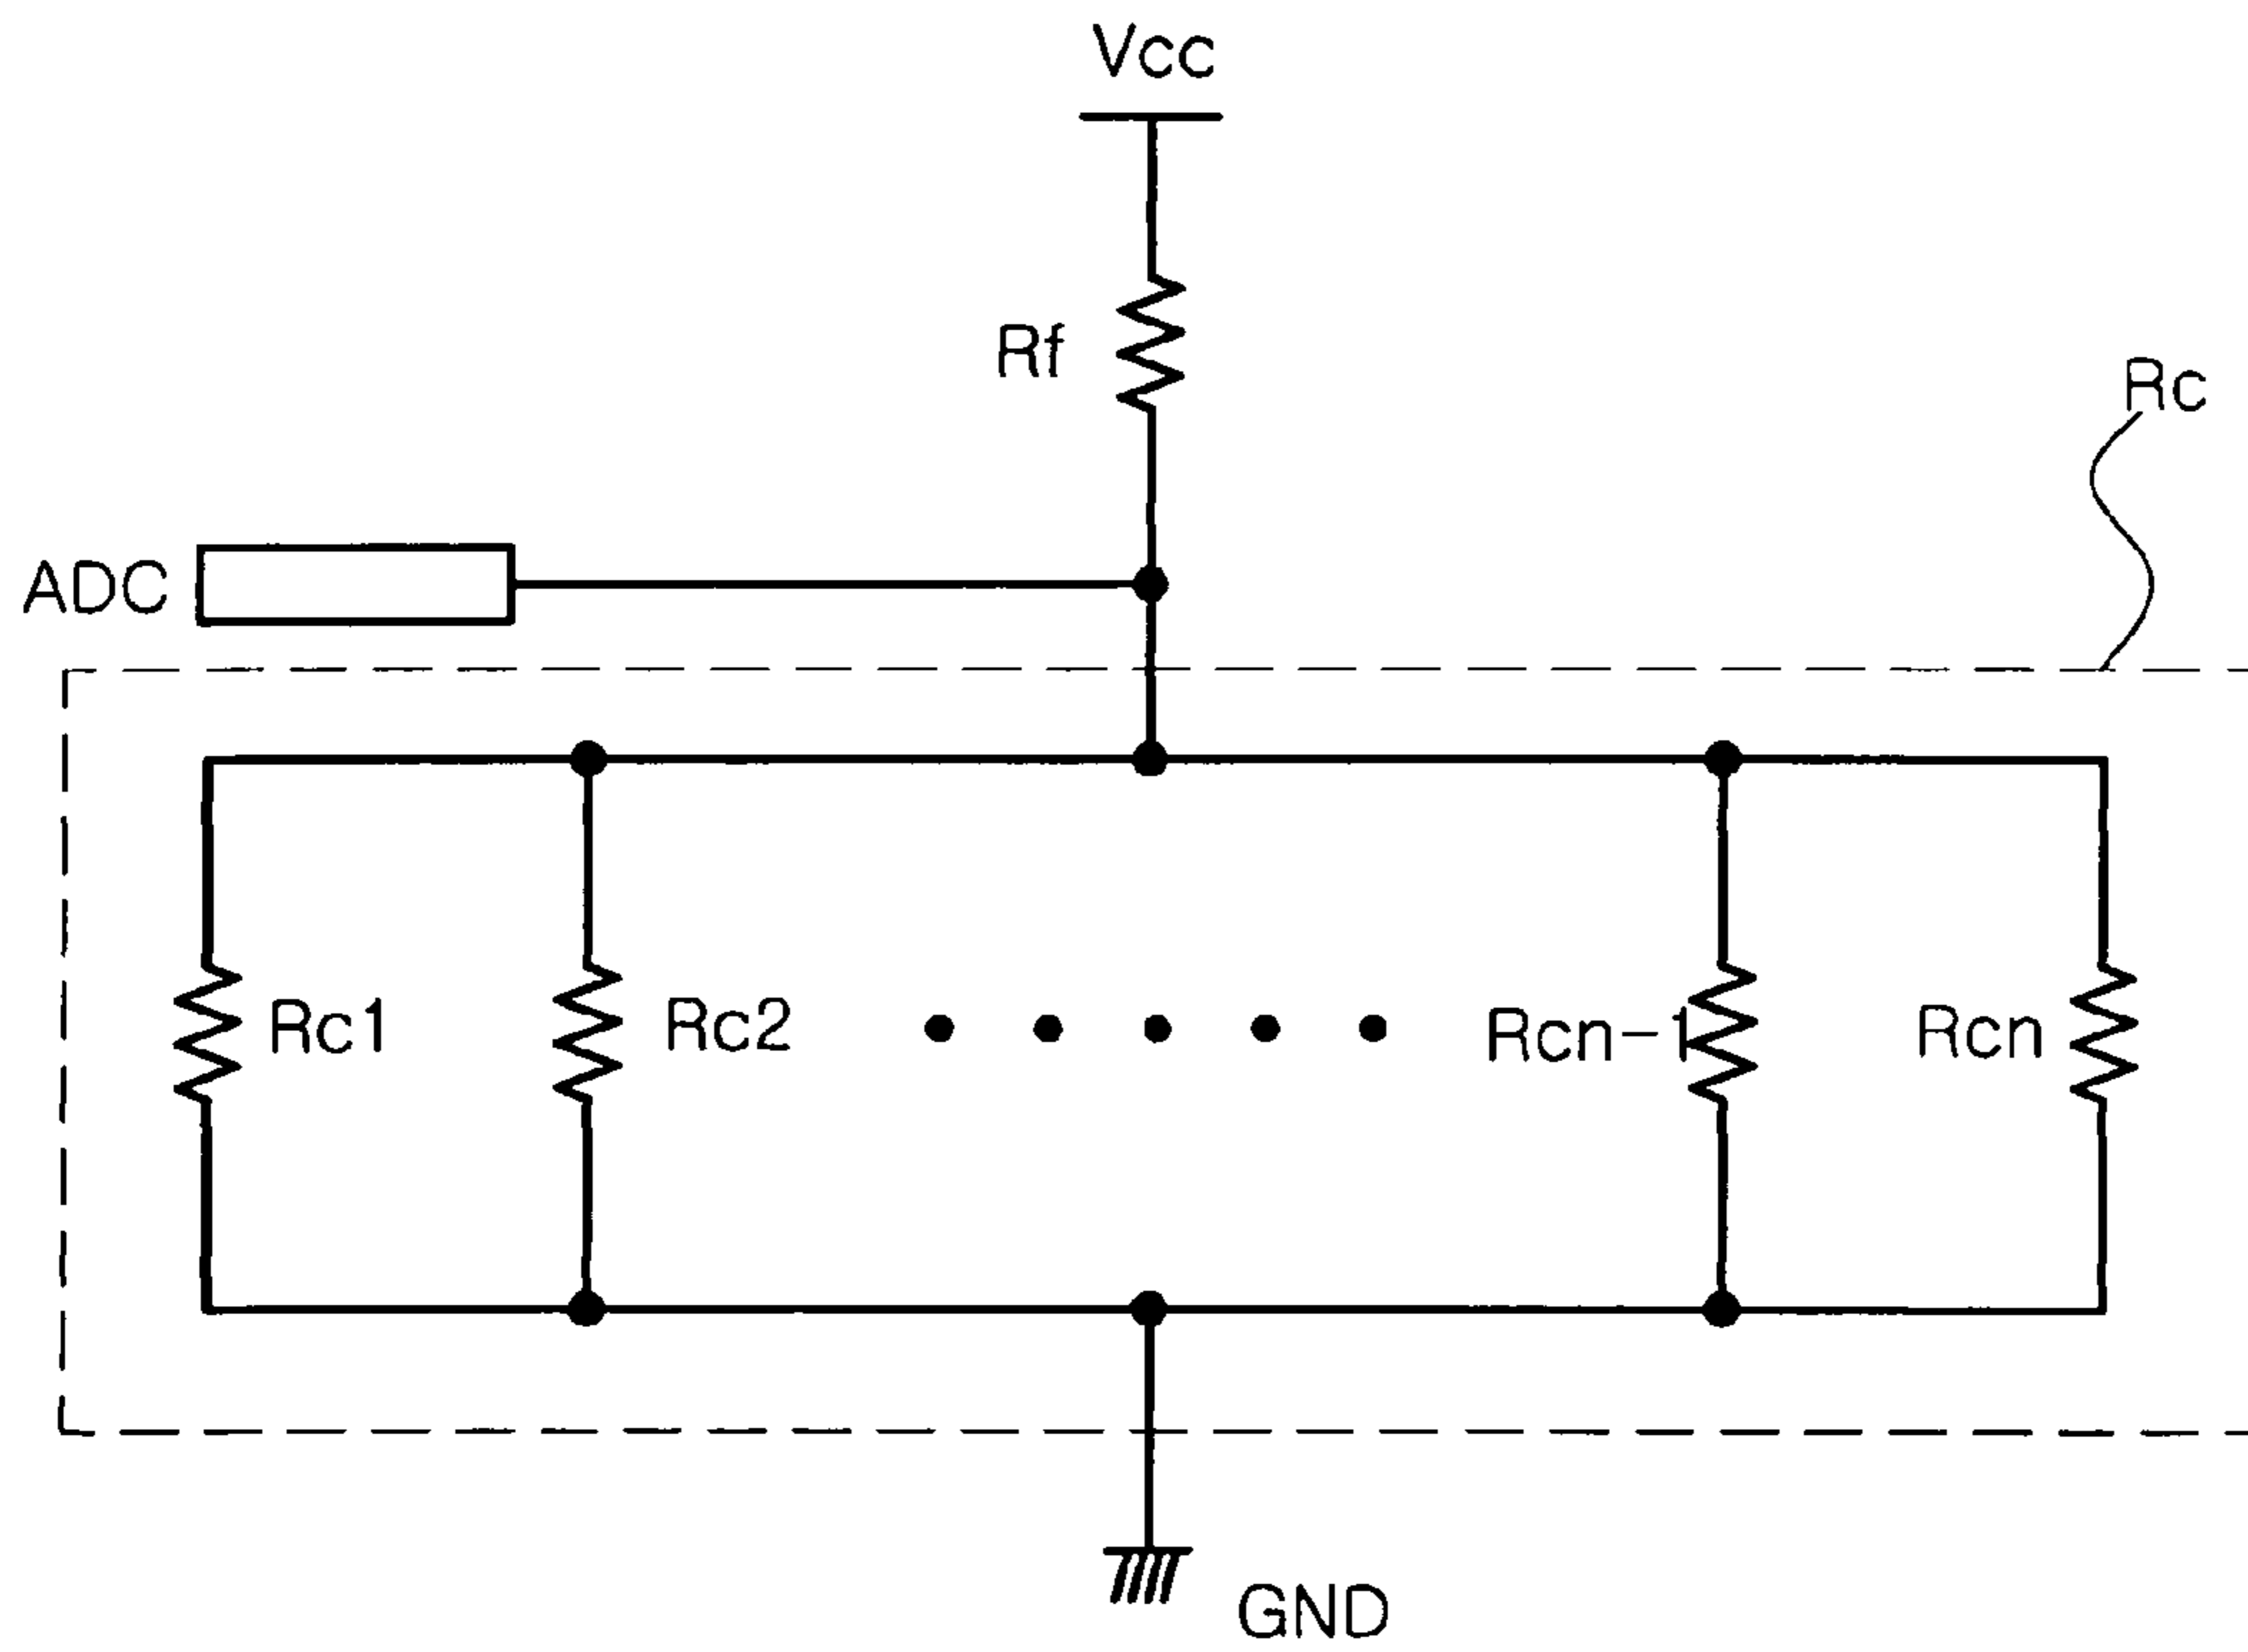 Vcc
Rf
Rc
ADC
Rc1
Rc2
Rcn-1
Rcn
GND